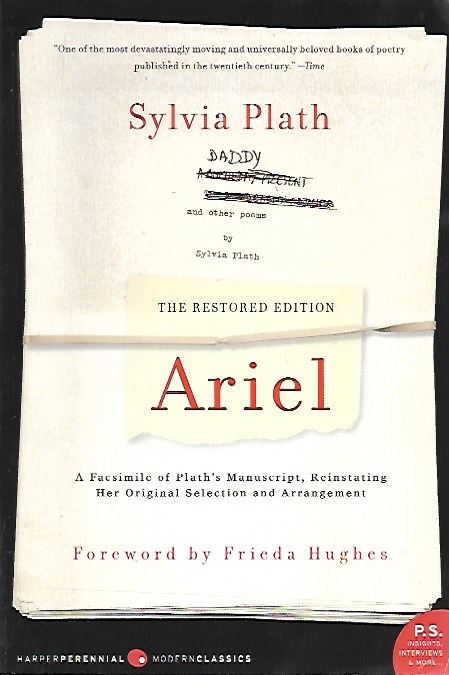 "One of the most devastatingly moving and universally beloved books of poetry
published in the twentieth century." —Time
Sylvia Plath
DADDY
and other poems
by
Sylvia Plath
THE RESTORED EDITION
Ariel
A Facsimile of Plath's Manuscript, Reinstating
Her Original Selection and Arrangement
Foreword by Frieda Hughes
P.S.
INSIGHTS,
INTERVIEWS
& MORE...
HARPERPERENNIAL MODERNCLASSICS